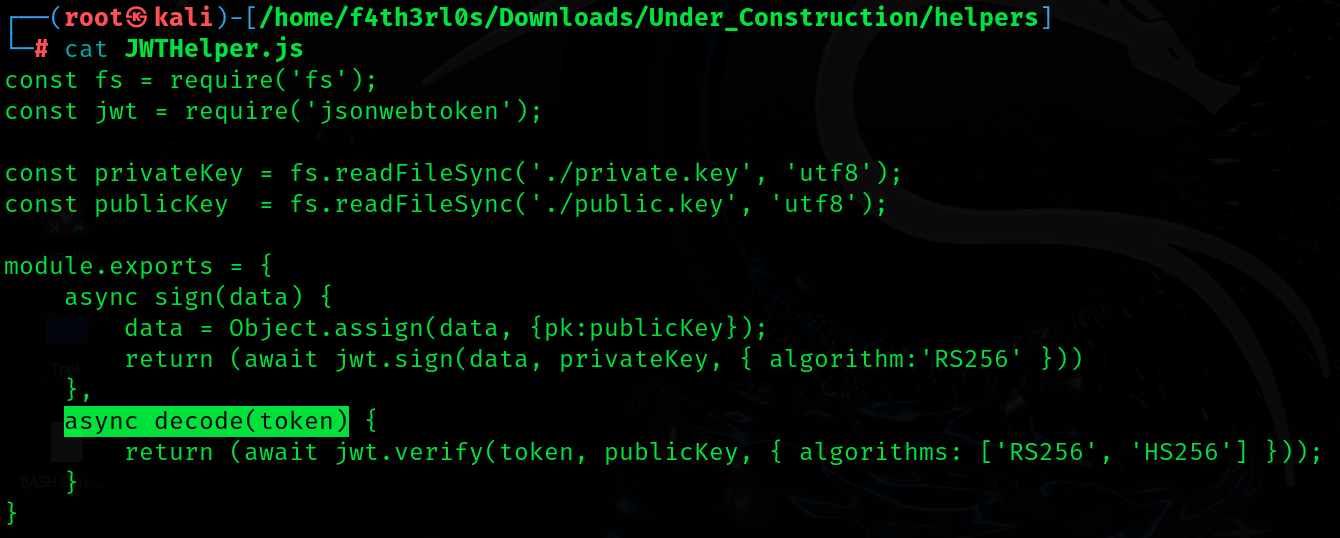 ┌──(root㉿kali)-[/home/f4th3rl0s/Downloads/Under_Construction/helpers]
└─# cat JWTHelper.js
const fs = require('fs');
const jwt = require('jsonwebtoken');

const privateKey = fs.readFileSync('./private.key', 'utf8');
const publicKey  = fs.readFileSync('./public.key', 'utf8');

module.exports = {
    async sign(data) {
        data = Object.assign(data, {pk:publicKey});
        return (await jwt.sign(data, privateKey, { algorithm:'RS256' }))
    },
    async decode(token) {
        return (await jwt.verify(token, publicKey, { algorithms: ['RS256', 'HS256'] }));
    }
}